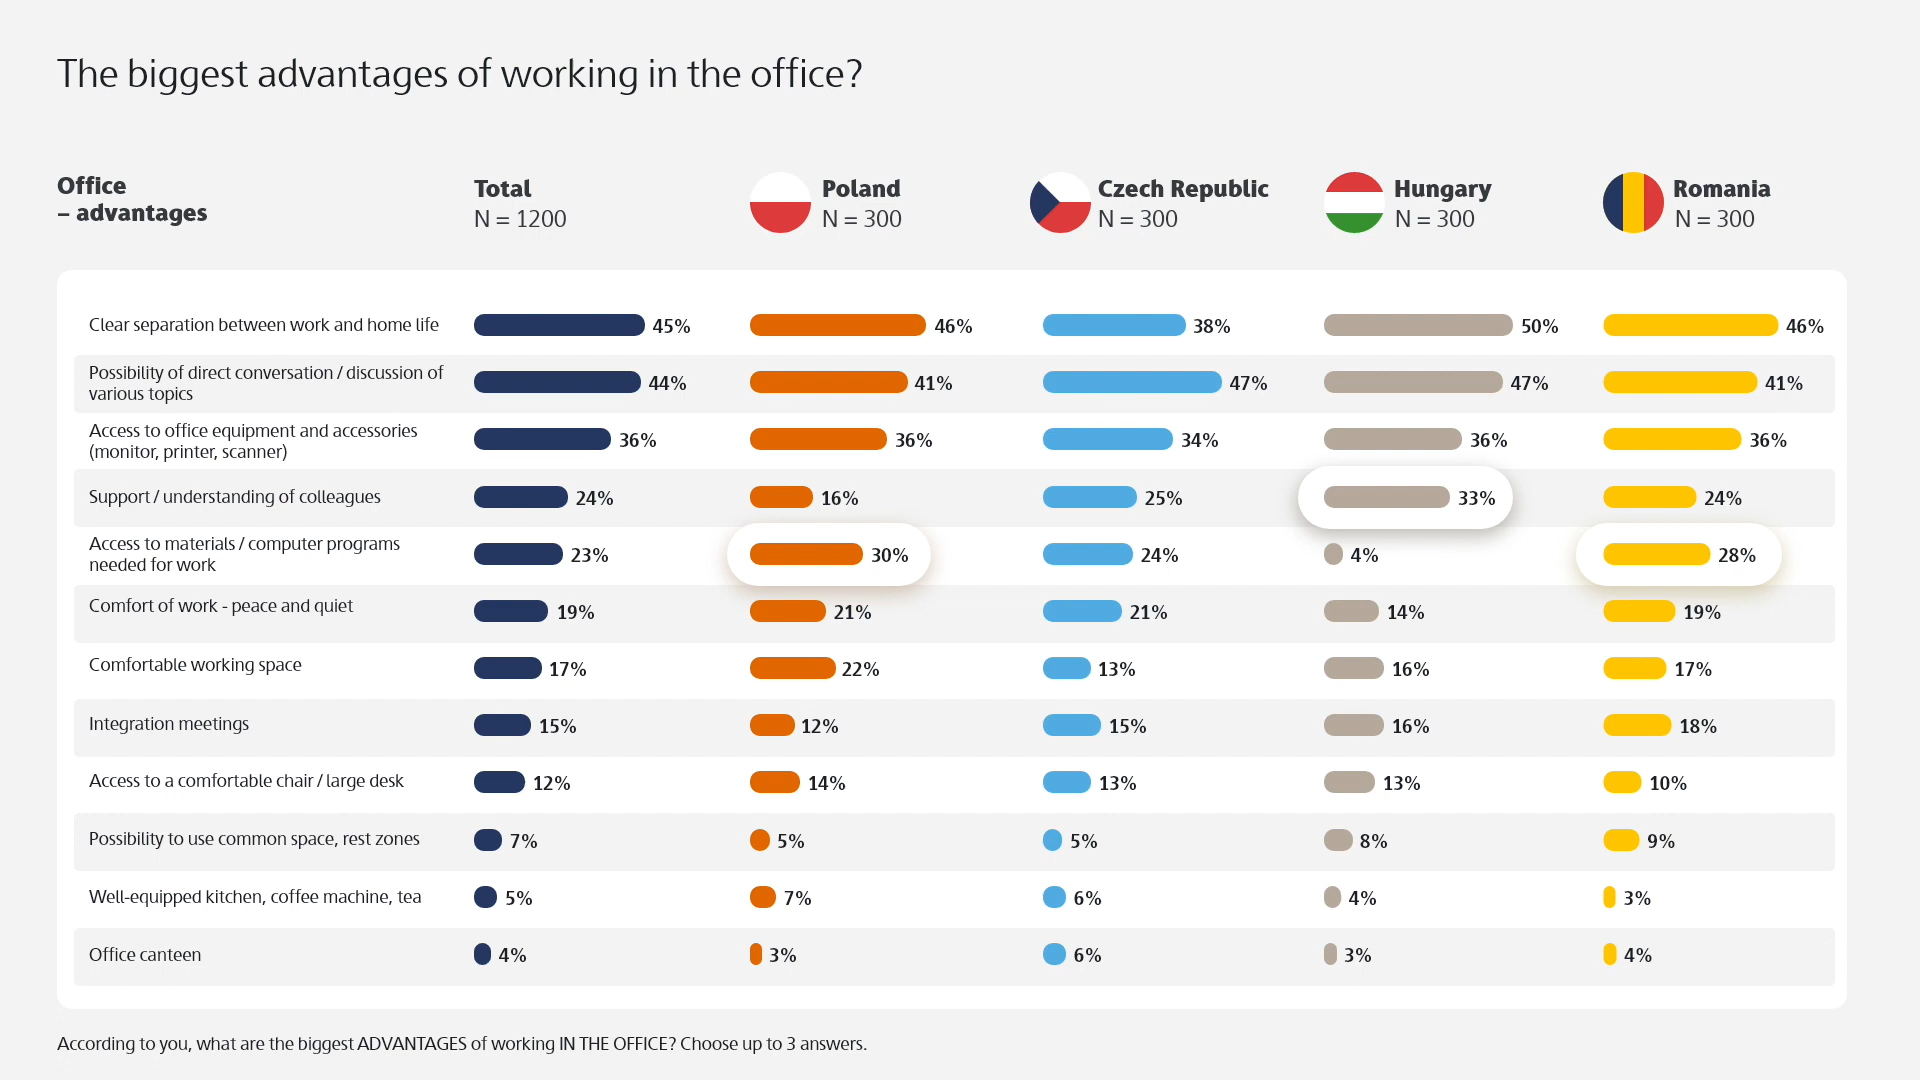 The biggest advantages of working in the office?
Office
– advantages
Total
N = 1200
Poland
N = 300
Czech Republic
N = 300
Hungary
N = 300
Romania
N = 300
Clear separation between work and home life 45% 46% 38% 50% 46%
Possibility of direct conversation / discussion of
various topics 44% 41% 47% 47% 41%
Access to office equipment and accessories
(monitor, printer, scanner) 36% 36% 34% 36% 36%
Support / understanding of colleagues 24% 16% 25% 33% 24%
Access to materials / computer programs
needed for work 23% 30% 24% 4% 28%
Comfort of work - peace and quiet 19% 21% 21% 14% 19%
Comfortable working space 17% 22% 13% 16% 17%
Integration meetings 15% 12% 15% 16% 18%
Access to a comfortable chair / large desk 12% 14% 13% 13% 10%
Possibility to use common space, rest zones 7% 5% 5% 8% 9%
Well-equipped kitchen, coffee machine, tea 5% 7% 6% 4% 3%
Office canteen 4% 3% 6% 3% 4%
According to you, what are the biggest ADVANTAGES of working IN THE OFFICE? Choose up to 3 answers.